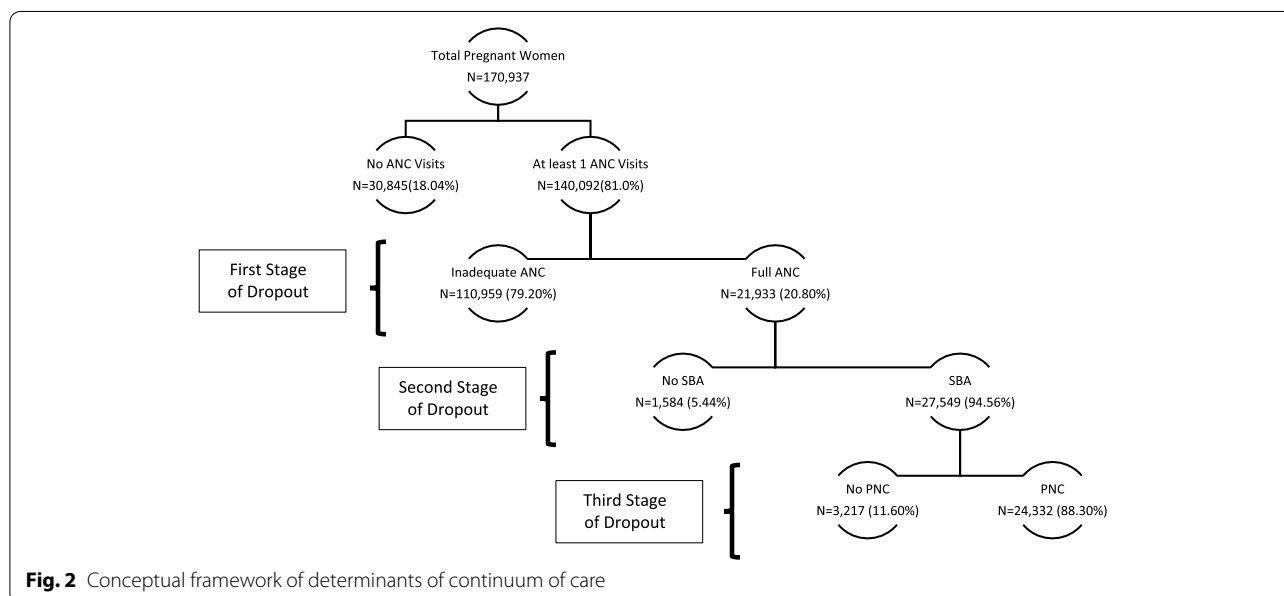 Total Pregnant Women
N=170,937
No ANC Visits
N=30,845(18.04%)
At least 1 ANC Visits
N=140,092(81.0%)
First Stage
of Dropout
Inadequate ANC
N=110,959 (79.20%)
Full ANC
N=21,933 (20.80%)
Second Stage
of Dropout
No SBA
N=1,584 (5.44%)
SBA
N=27,549 (94.56%)
Third Stage
of Dropout
No PNC
N=3,217 (11.60%)
PNC
N=24,332 (88.30%)
Fig. 2 Conceptual framework of determinants of continuum of care